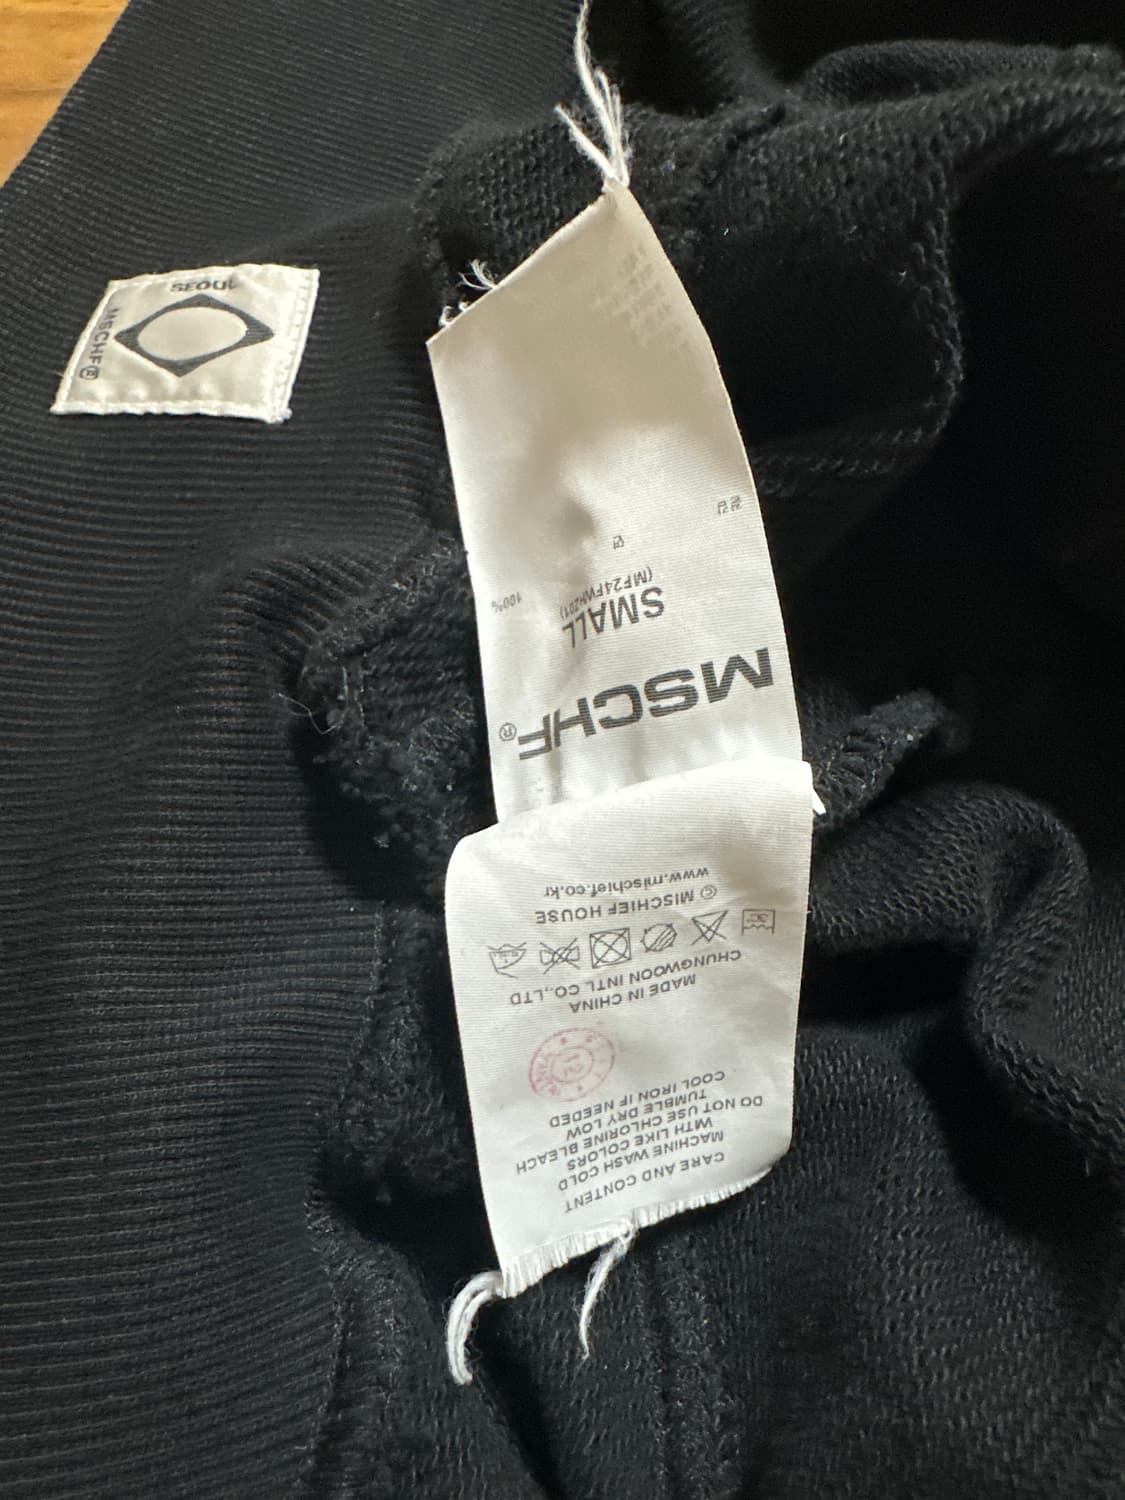 SEOUL
MSCHF®
MSCHF®
SMALL
(MF24FWHZ01)
면
100%
www.mischief.co.kr
© MISCHIEF HOUSE
CHUNGWOON INTL CO.,LTD
MADE IN CHINA
CARE AND CONTENT
MACHINE WASH COLD
WITH LIKE COLORS
DO NOT USE CHLORINE BLEACH
TUMBLE DRY LOW
COOL IRON IF NEEDED